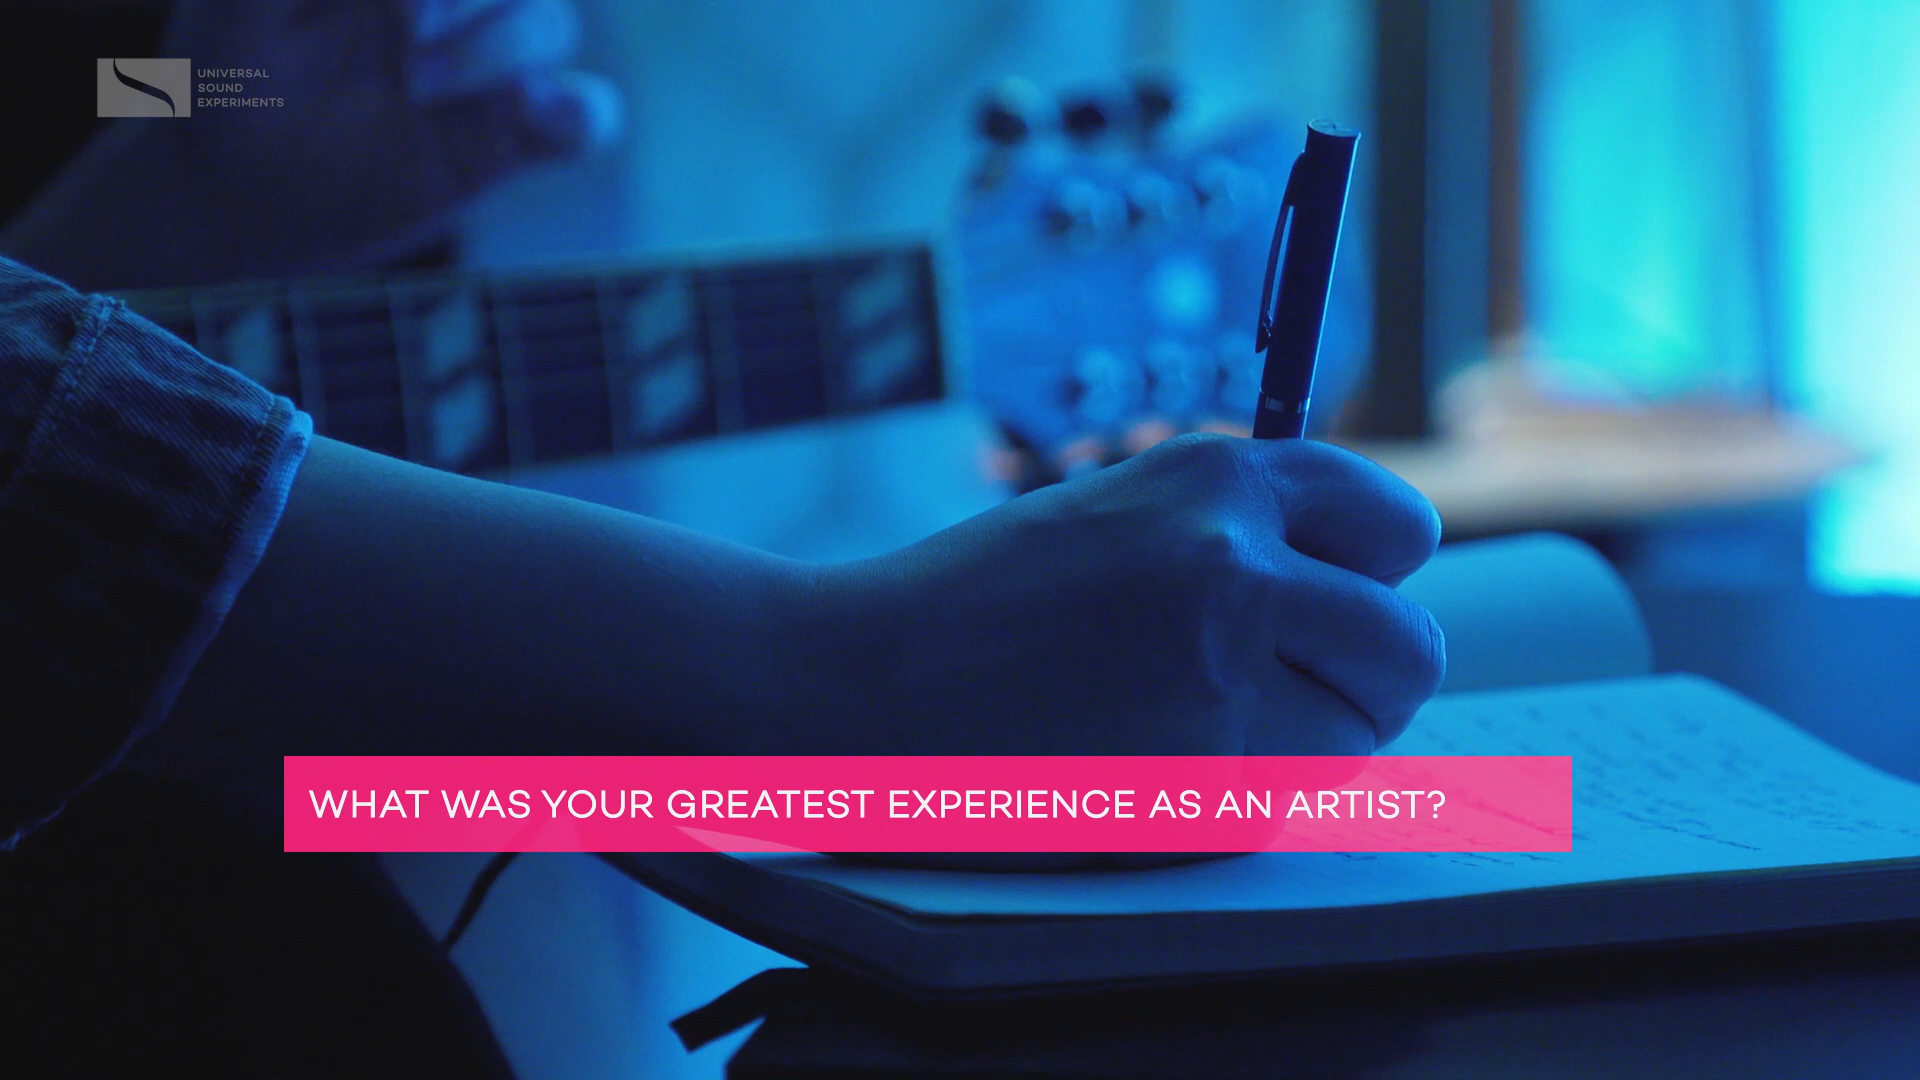 UNIVERSAL
SOUND
EXPERIMENTS
WHAT WAS YOUR GREATEST EXPERIENCE AS AN ARTIST?